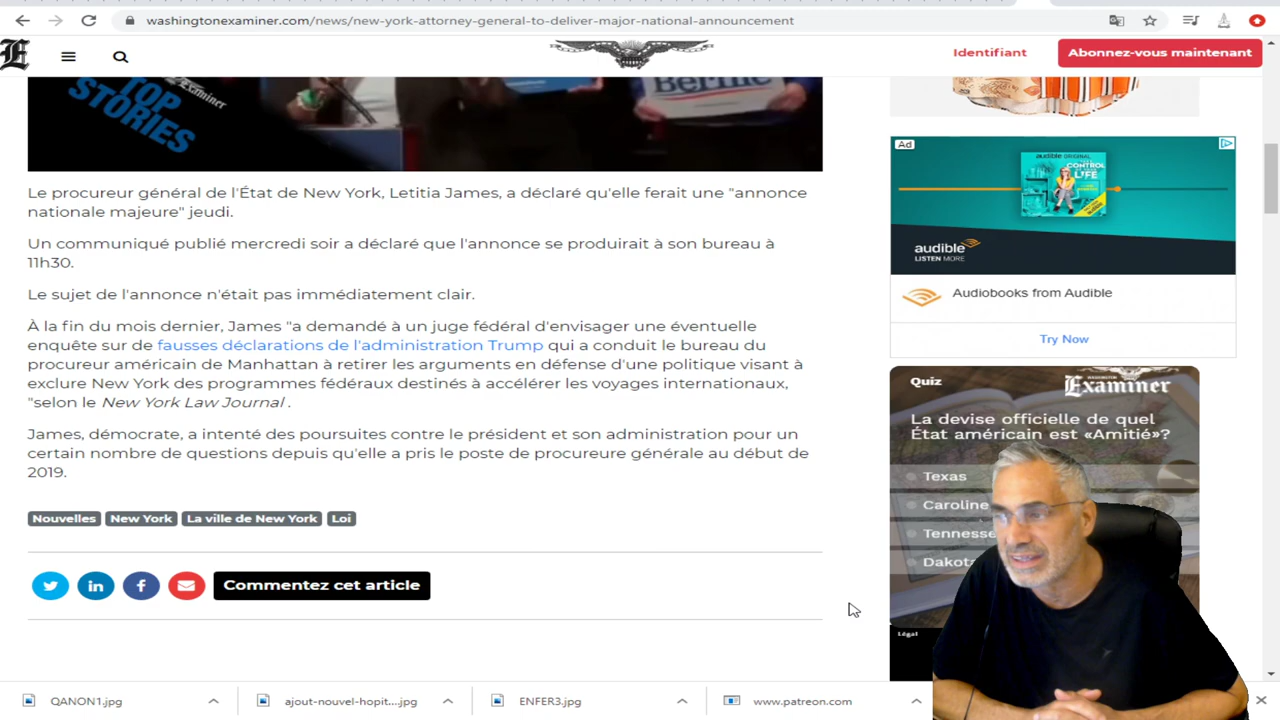 washingtonexaminer.com/news/new-york-attorney-general-to-deliver-major-national-announcement
E
Identifiant
Abonnez-vous maintenant
Examiner
TOP
STORIES
Bernie
Le procureur général de l'État de New York, Letitia James, a déclaré qu'elle ferait une "annonce
nationale majeure" jeudi.
Un communiqué publié mercredi soir a déclaré que l'annonce se produirait à son bureau à
11h30.
Le sujet de l'annonce n'était pas immédiatement clair.
À la fin du mois dernier, James "a demandé à un juge fédéral d'envisager une éventuelle
enquête sur de fausses déclarations de l'administration Trump qui a conduit le bureau du
procureur américain de Manhattan à retirer les arguments en défense d'une politique visant à
exclure New York des programmes fédéraux destinés à accélérer les voyages internationaux,
"selon le New York Law Journal .
James, démocrate, a intenté des poursuites contre le président et son administration pour un
certain nombre de questions depuis qu'elle a pris le poste de procureure générale au début de
2019.
Nouvelles New York La ville de New York Loi
Commentez cet article
Ad
audible ORIGINAL
CONTROL
LIFE
audible
LISTEN MORE
Audiobooks from Audible
Try Now
Quiz
Examiner
La devise officielle de quel
État américain est «Amitié»?
Texas
Caroline
Tennesse
Dakota
Légal
QANON1.jpg
ajout-nouvel-hopit....jpg
ENFER3.jpg
www.patreon.com